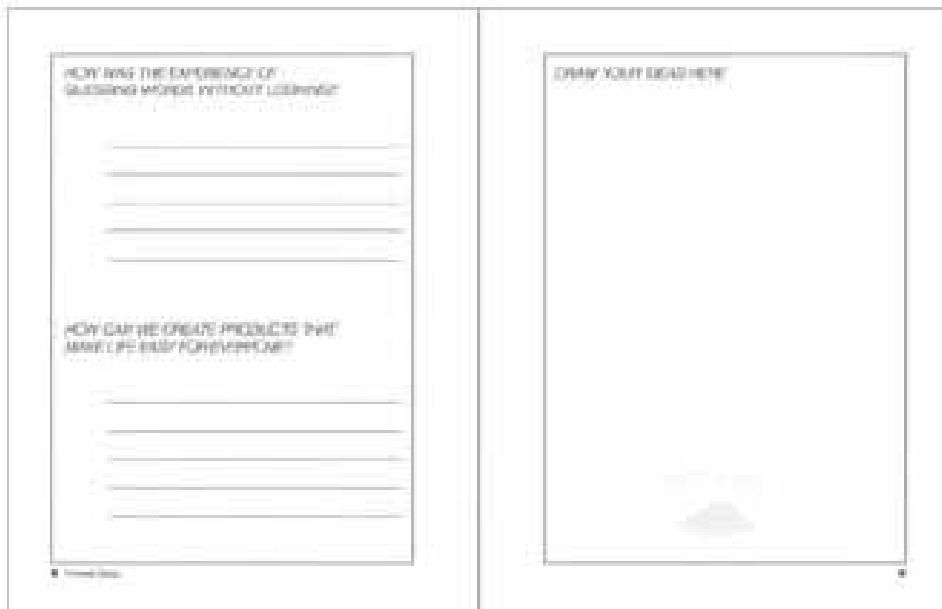 HOW WAS THE EXPERIENCE OF
GUESSING WORDS WITHOUT LOOKING?
HOW CAN WE CREATE PRODUCTS THAT
MAKE LIFE EASY FOR EVERYONE?
DRAW YOUR IDEAS HERE